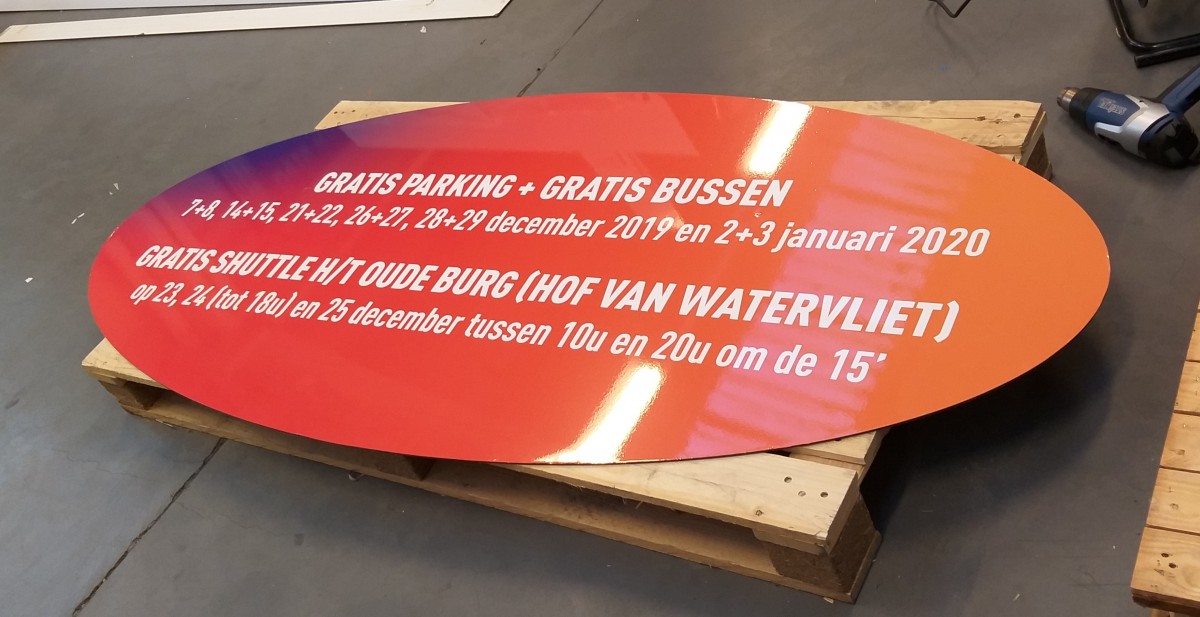 GRATIS PARKING + GRATIS BUSSEN
7+8, 14+15, 21+22, 26+27, 28+29 december 2019 en 2+3 januari 2020
GRATIS SHUTTLE H/T OUDE BURG (HOF VAN WATERVLIET)
op 23, 24 (tot 18u) en 25 december tussen 10u en 20u om de 15'